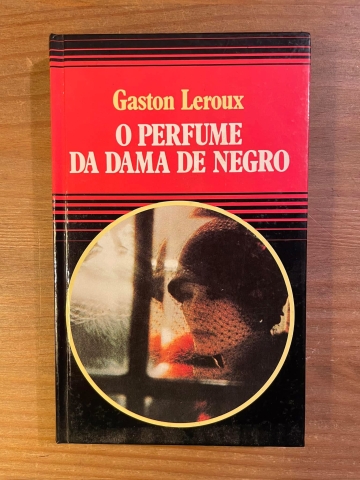 Gaston Leroux
O PERFUME
DA DAMA DE NEGRO